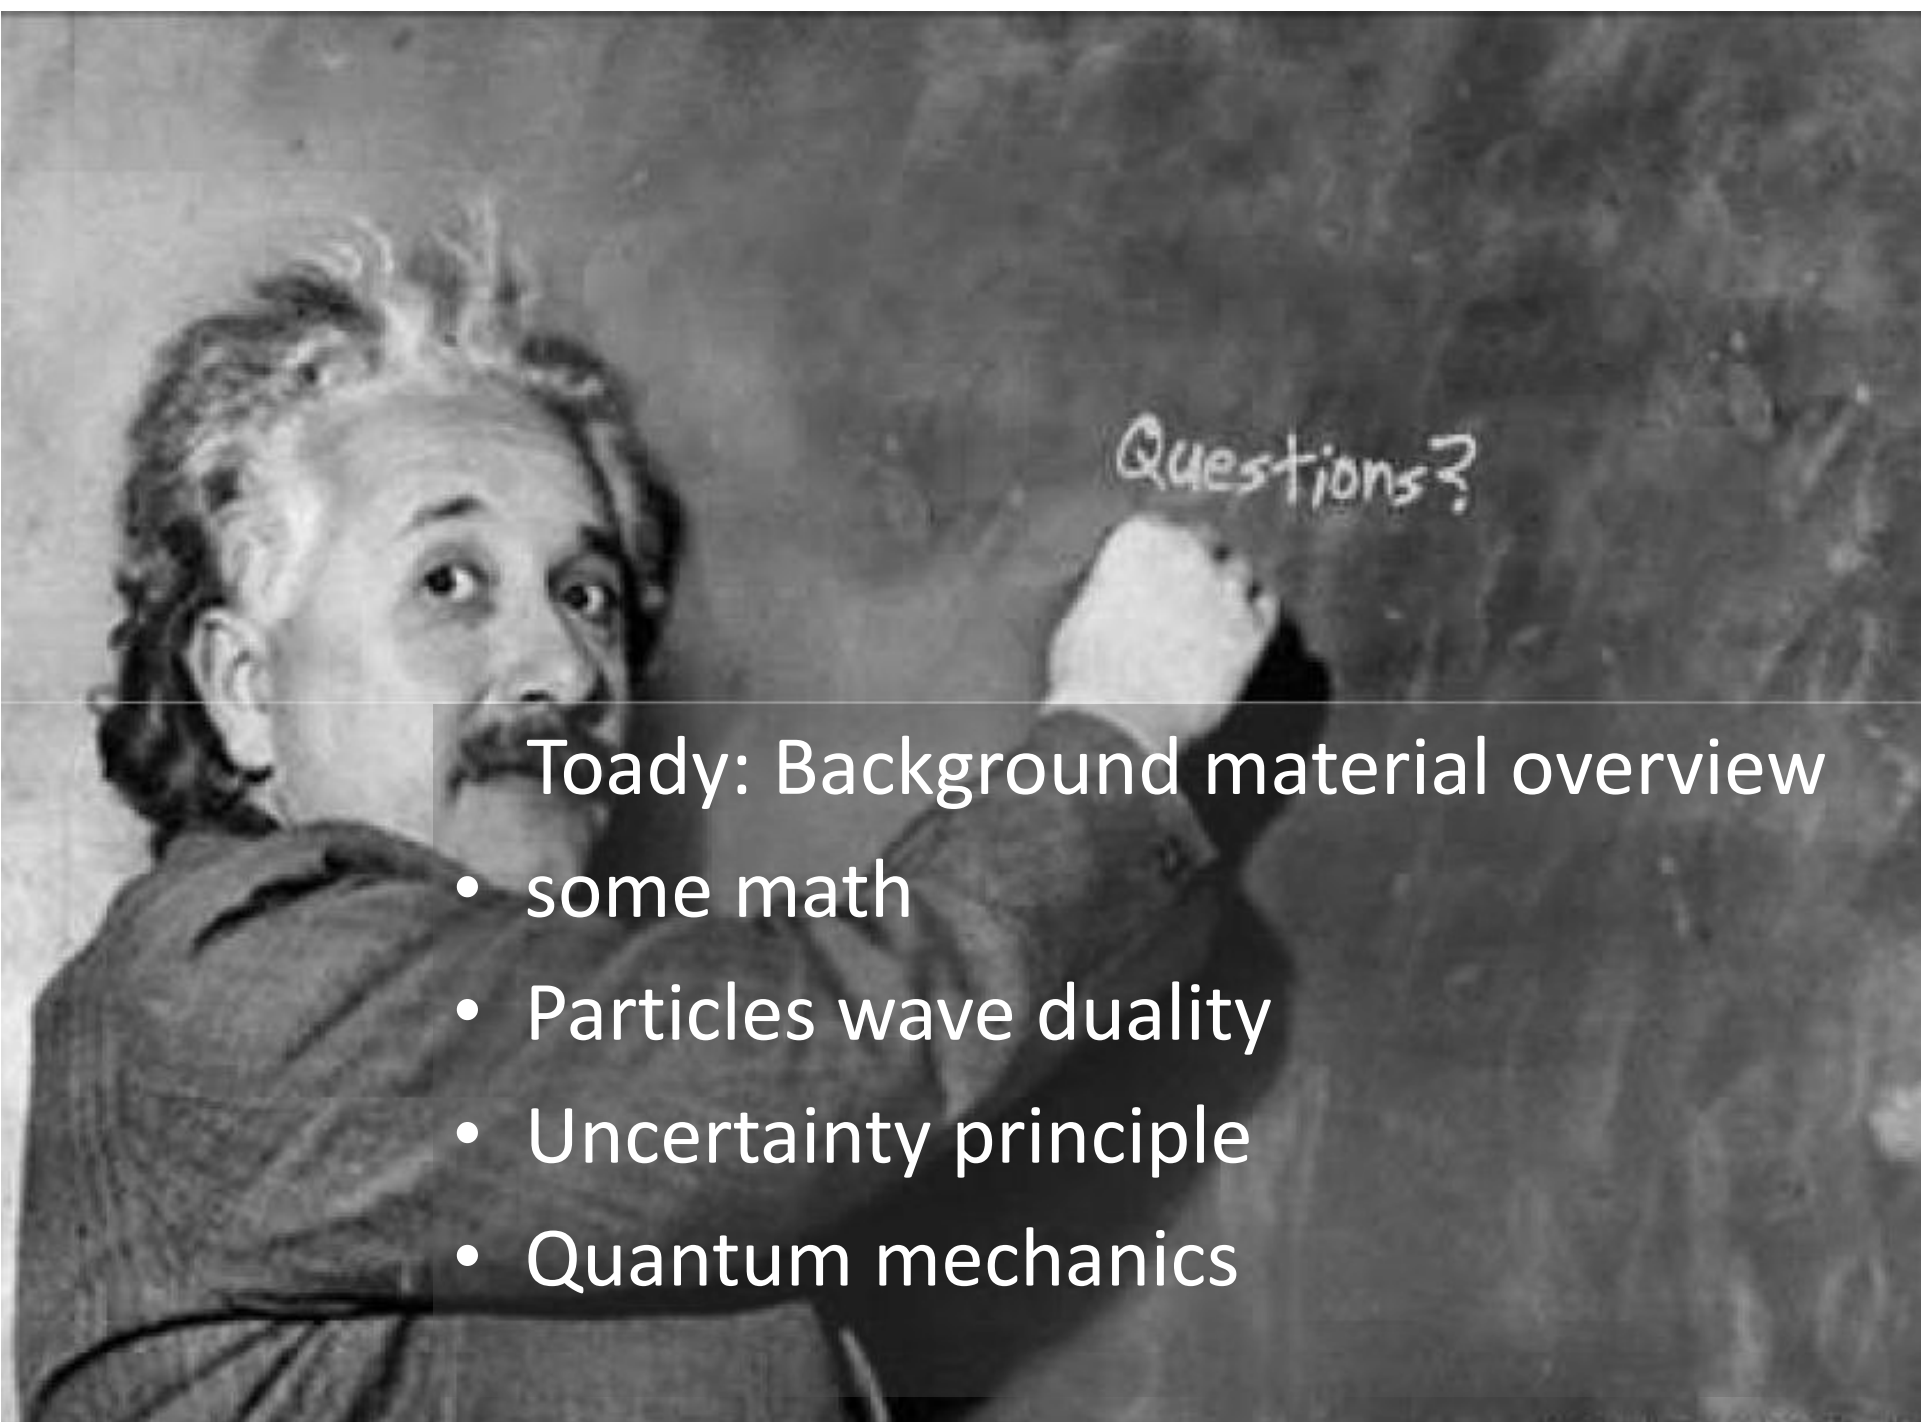 Questions?
Toady: Background material overview
• some math
• Particles wave duality
• Uncertainty principle
• Quantum mechanics